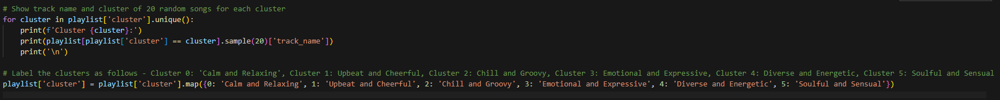 # Show track name and cluster of 20 random songs for each cluster
for cluster in playlist['cluster'].unique():
    print(f'Cluster {cluster}:')
    print(playlist[playlist['cluster'] == cluster].sample(20)['track_name'])
    print('\n')

# Label the clusters as follows - Cluster 0: 'Calm and Relaxing', Cluster 1: Upbeat and Cheerful, Cluster 2: Chill and Groovy, Cluster 3: Emotional and Expressive, Cluster 4: Diverse and Energetic, Cluster 5: Soulful and Sensual
playlist['cluster'] = playlist['cluster'].map({0: 'Calm and Relaxing', 1: 'Upbeat and Cheerful', 2: 'Chill and Groovy', 3: 'Emotional and Expressive', 4: 'Diverse and Energetic', 5: 'Soulful and Sensual'})